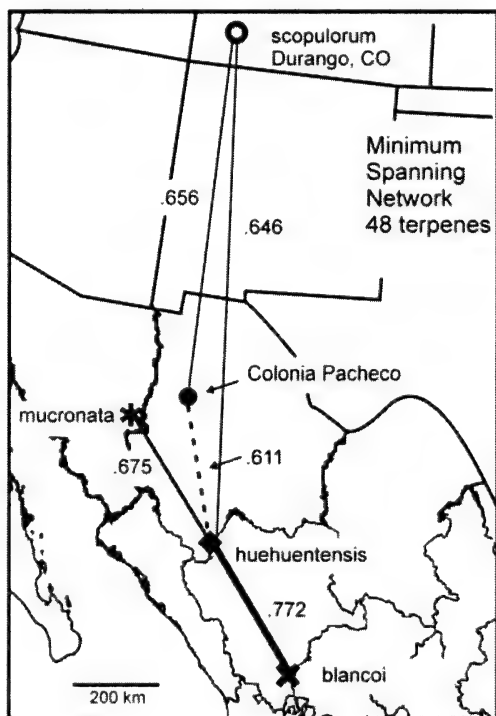 scopulorum
Durango, CO
Minimum
Spanning
Network
48 terpenes
.656
.646
Colonia Pacheco
mucronata
.675
.611
huehuentensis
.772
blancoi
200 km